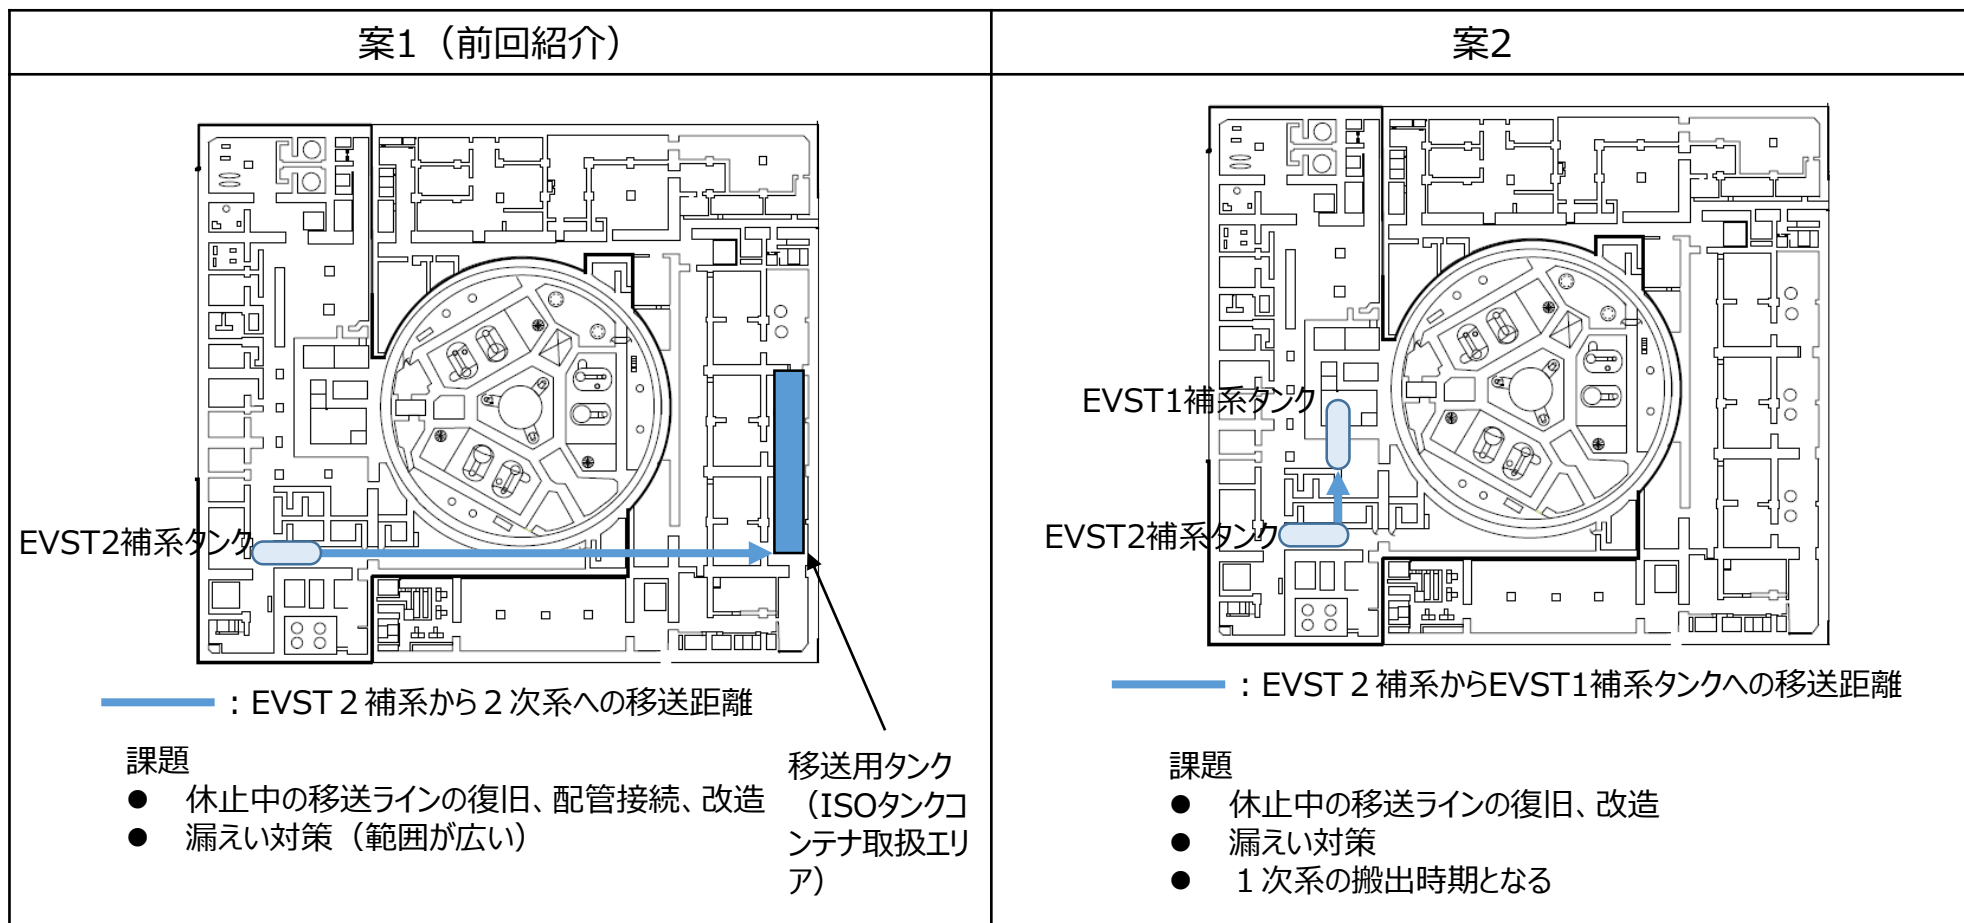 案1（前回紹介）
EVST2補系タンク
：EVST２補系から２次系への移送距離
課題
● 休止中の移送ラインの復旧、配管接続、改造
● 漏えい対策（範囲が広い）
移送用タンク
（ISOタンクコ
ンテナ取扱エリ
ア）
案2
EVST1補系タンク
EVST2補系タンク
：EVST２補系からEVST1補系タンクへの移送距離
課題
● 休止中の移送ラインの復旧、改造
● 漏えい対策
● １次系の搬出時期となる